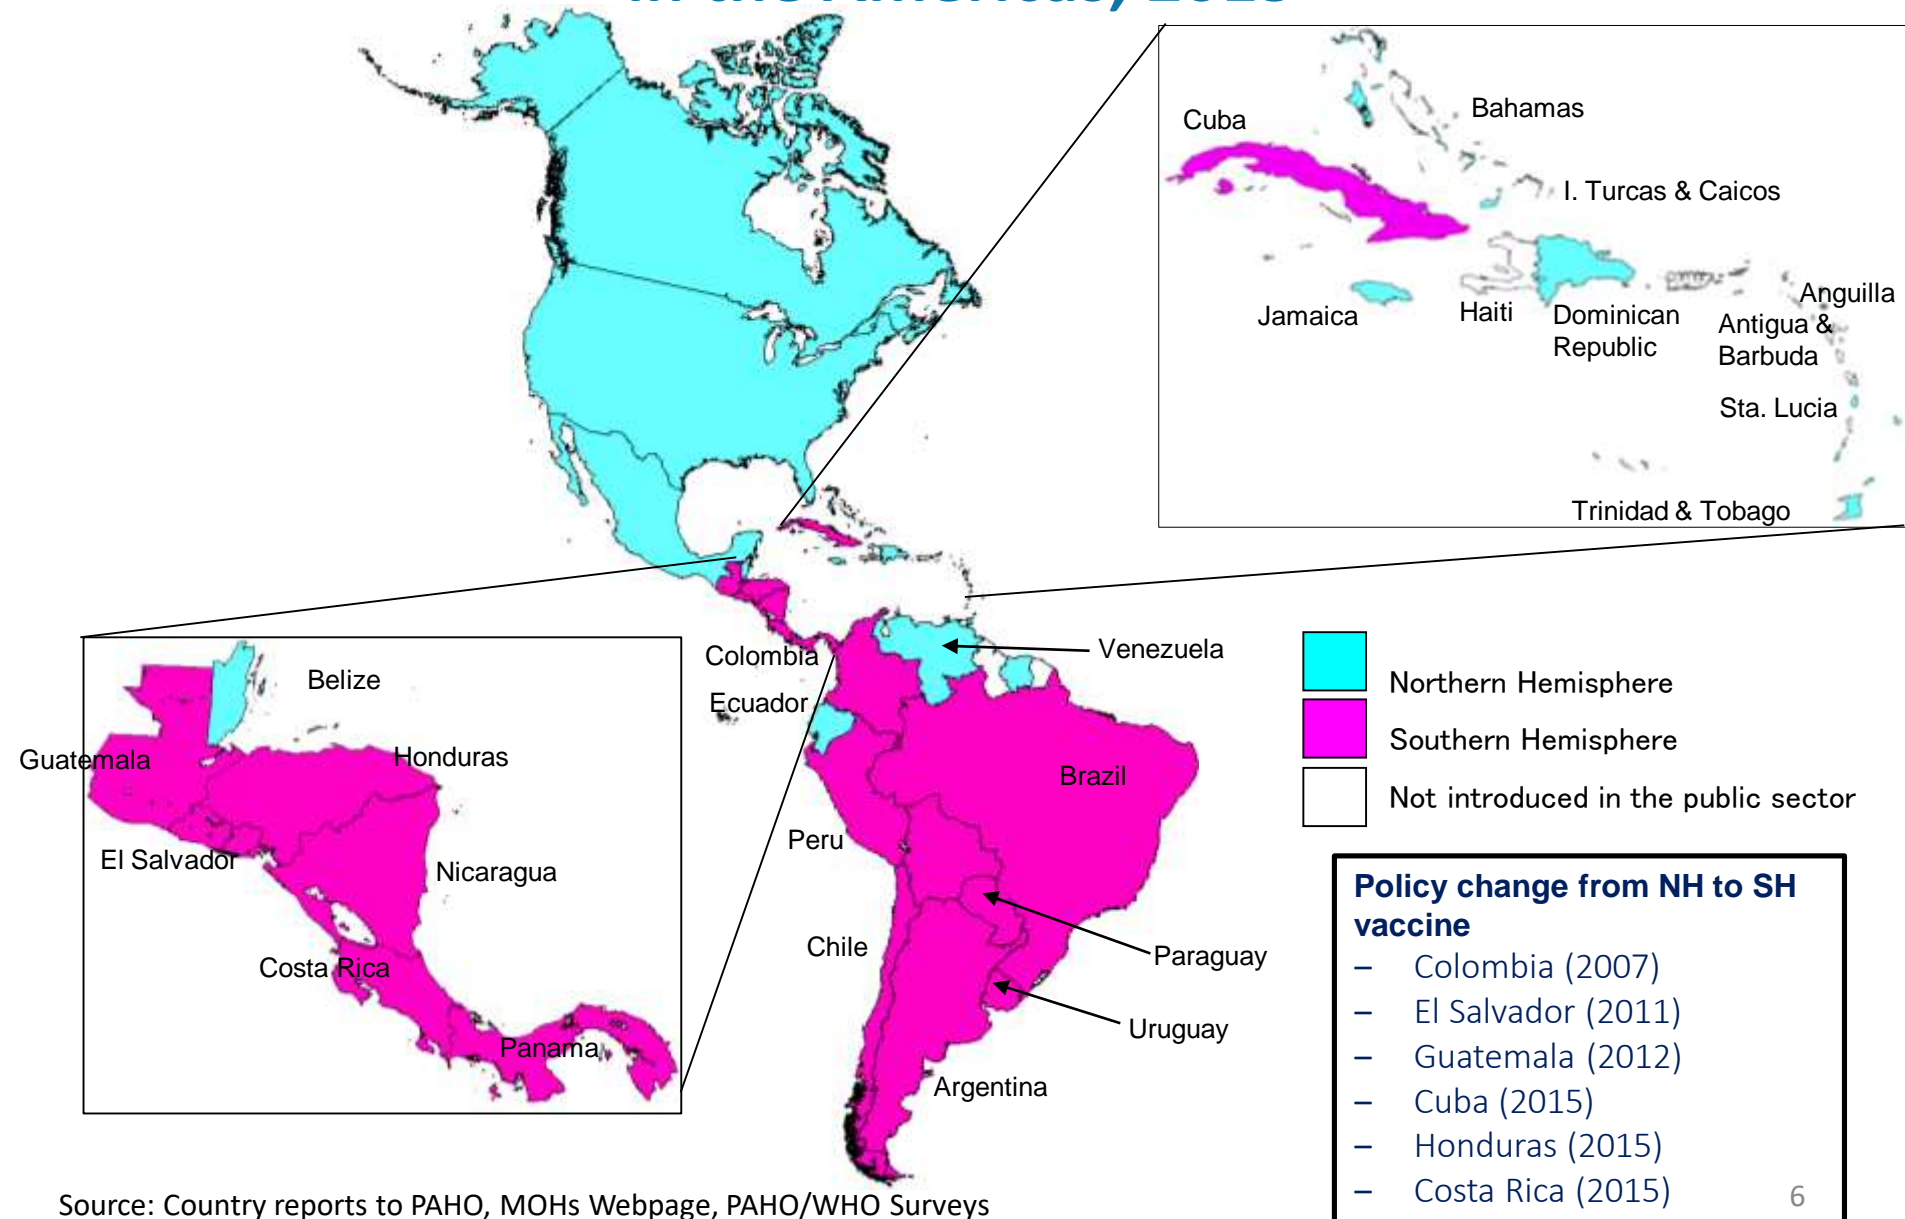 Cuba
Bahamas
I. Turcas & Caicos
Jamaica
Haiti
Dominican
Republic
Anguilla
Antigua &
Barbuda
Sta. Lucia
Trinidad & Tobago
Belize
Guatemala
Honduras
El Salvador
Nicaragua
Costa Rica
Panama
Colombia
Ecuador
Venezuela
Brazil
Peru
Chile
Paraguay
Uruguay
Argentina
Northern Hemisphere
Southern Hemisphere
Not introduced in the public sector
Policy change from NH to SH
vaccine
– Colombia (2007)
– El Salvador (2011)
– Guatemala (2012)
– Cuba (2015)
– Honduras (2015)
– Costa Rica (2015)
Source: Country reports to PAHO, MOHs Webpage, PAHO/WHO Surveys
6